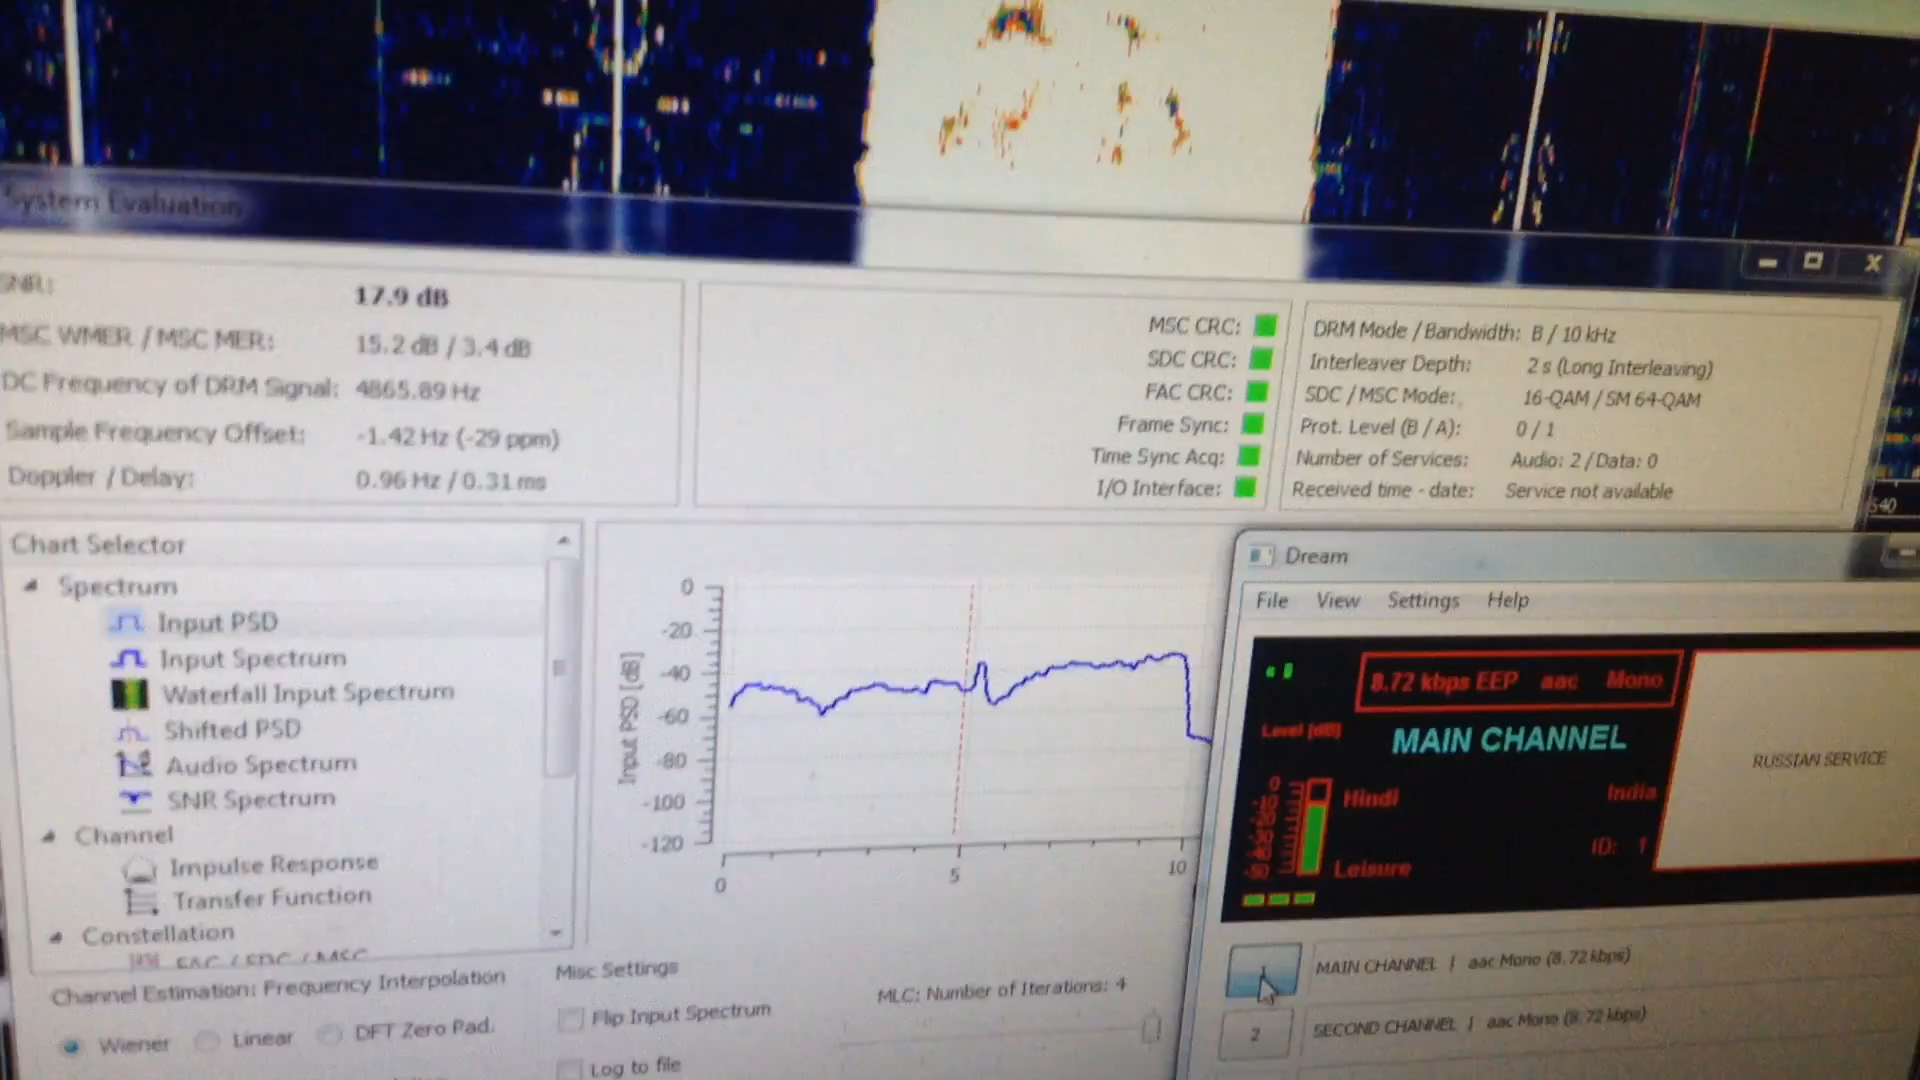 System Evaluation
SNR: 17.9 dB
MSC WMER / MSC MER: 15.2 dB / 3.4 dB
DC Frequency of DRM Signal: 4865.89 Hz
Sample Frequency Offset: -1.42 Hz (-29 ppm)
Doppler / Delay: 0.96 Hz / 0.31 ms
MSC CRC:
SDC CRC:
FAC CRC:
Frame Sync:
Time Sync Acq:
I/O Interface:
DRM Mode / Bandwidth: B / 10 kHz
Interleaver Depth: 2 s (Long Interleaving)
SDC / MSC Mode: 16-QAM / SM 64-QAM
Prot. Level (B / A): 0 / 1
Number of Services: Audio: 2 / Data: 0
Received time - date: Service not available
540
Chart Selector
Spectrum
Input PSD
Input Spectrum
Waterfall Input Spectrum
Shifted PSD
Audio Spectrum
SNR Spectrum
Channel
Impulse Response
Transfer Function
Constellation
FAC / SDC / MSC
Input PSD [dB]
0
-20
-40
-60
-80
-100
-120
0 5 10
Channel Estimation: Frequency Interpolation
Wiener Linear DFT Zero Pad.
Misc Settings
Flip Input Spectrum
Log to file
MLC: Number of Iterations: 4
Dream
File View Settings Help
8.72 kbps EEP aac Mono
Level [dB]
MAIN CHANNEL
Hindi India
ID: 1
Leisure
RUSSIAN SERVICE
MAIN CHANNEL | aac Mono (8.72 kbps)
2 SECOND CHANNEL | aac Mono (8.72 kbps)